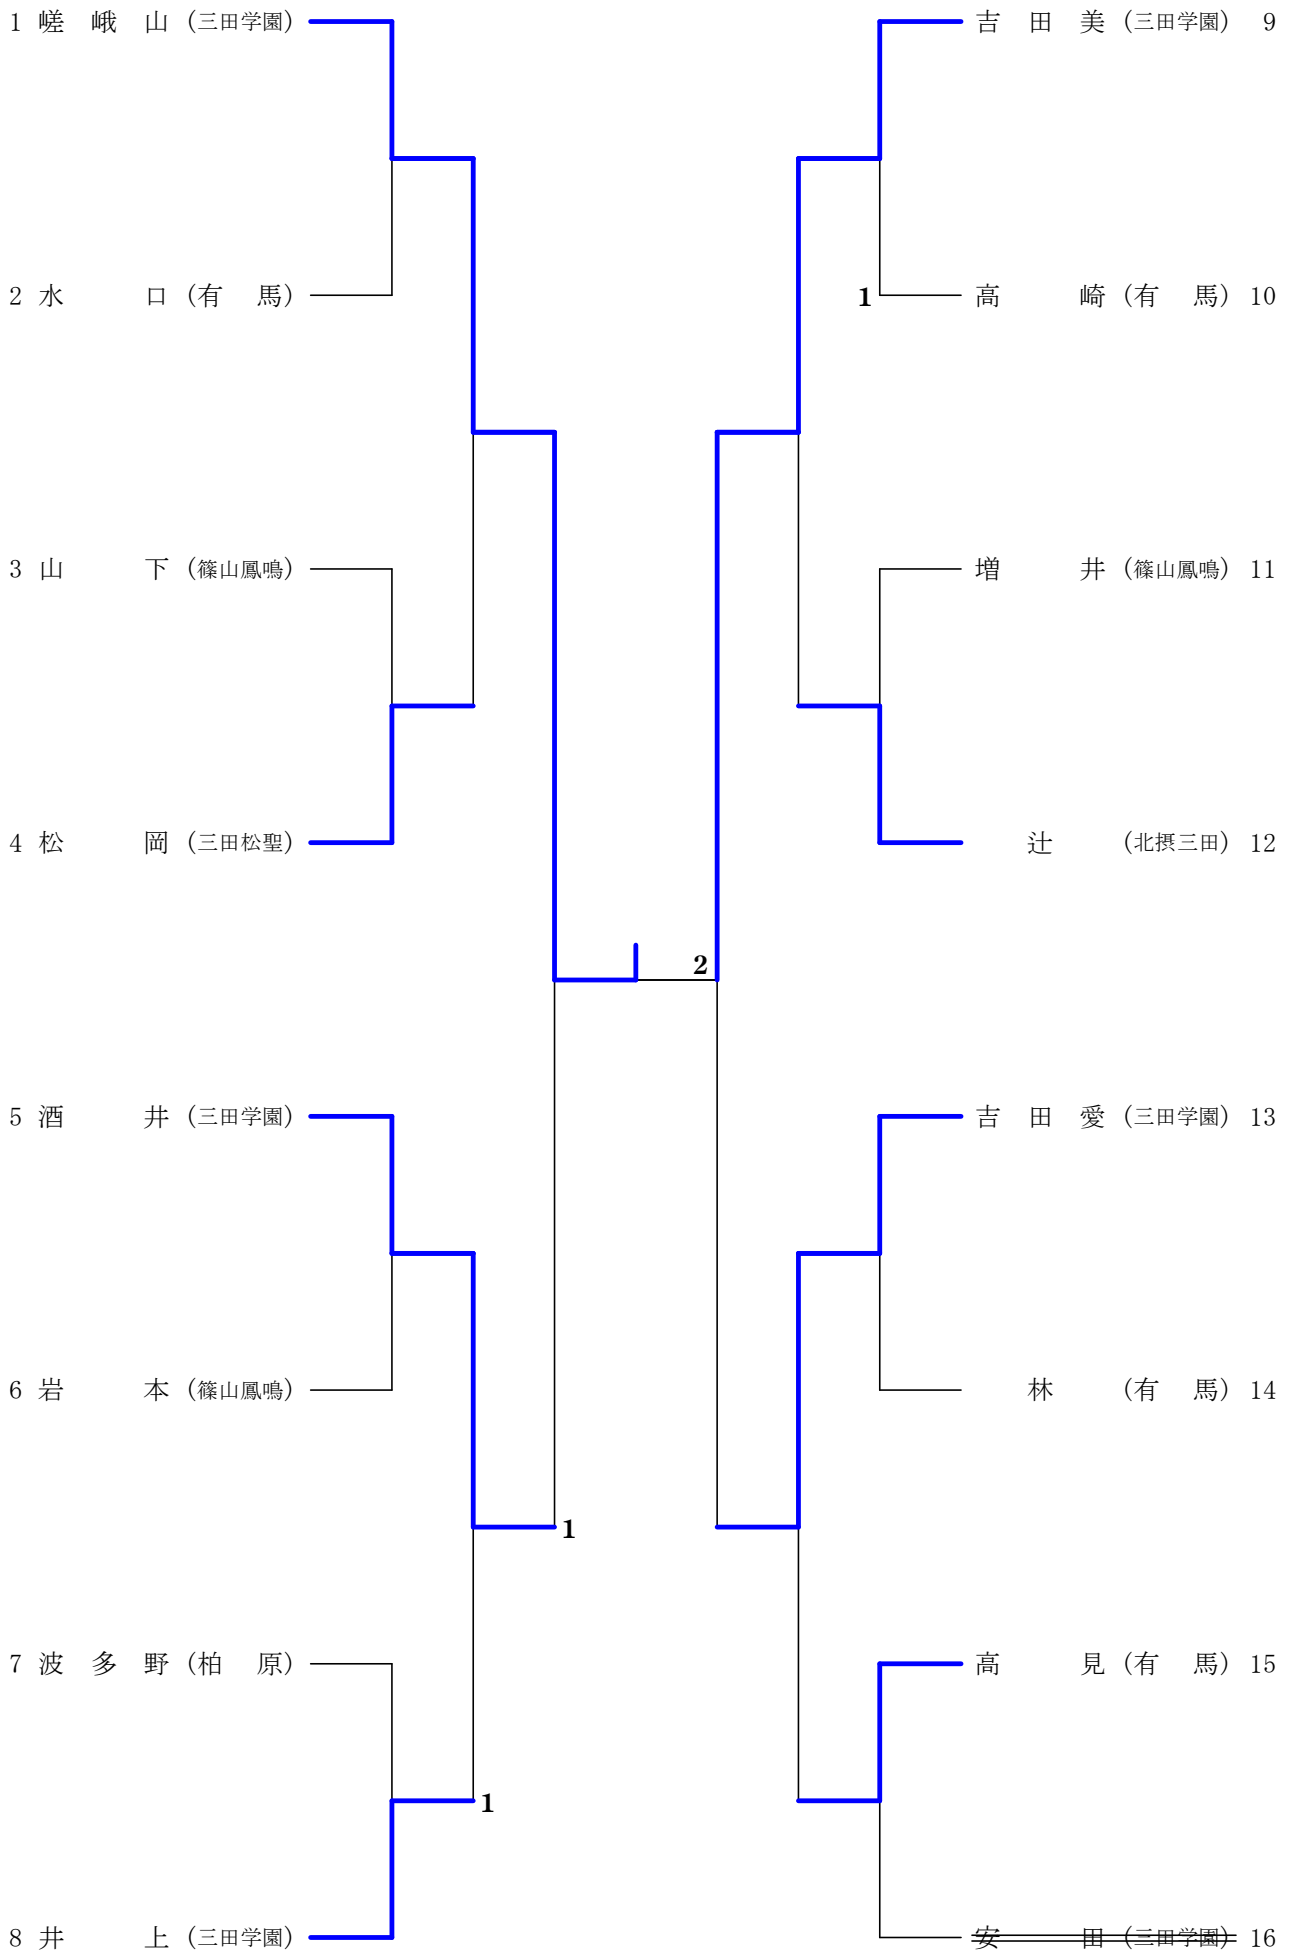 1 嵯峨山 (三田学園)
2 水口 (有馬)
3 山下 (篠山鳳鳴)
4 松岡 (三田松聖)
5 酒井 (三田学園)
6 岩本 (篠山鳳鳴)
7 波多野 (柏原)
8 井上 (三田学園)
1
1
2
1
吉田美 (三田学園) 9
高崎 (有馬) 10
増井 (篠山鳳鳴) 11
辻 (北摂三田) 12
吉田愛 (三田学園) 13
林 (有馬) 14
高見 (有馬) 15
安田 (三田学園) 16